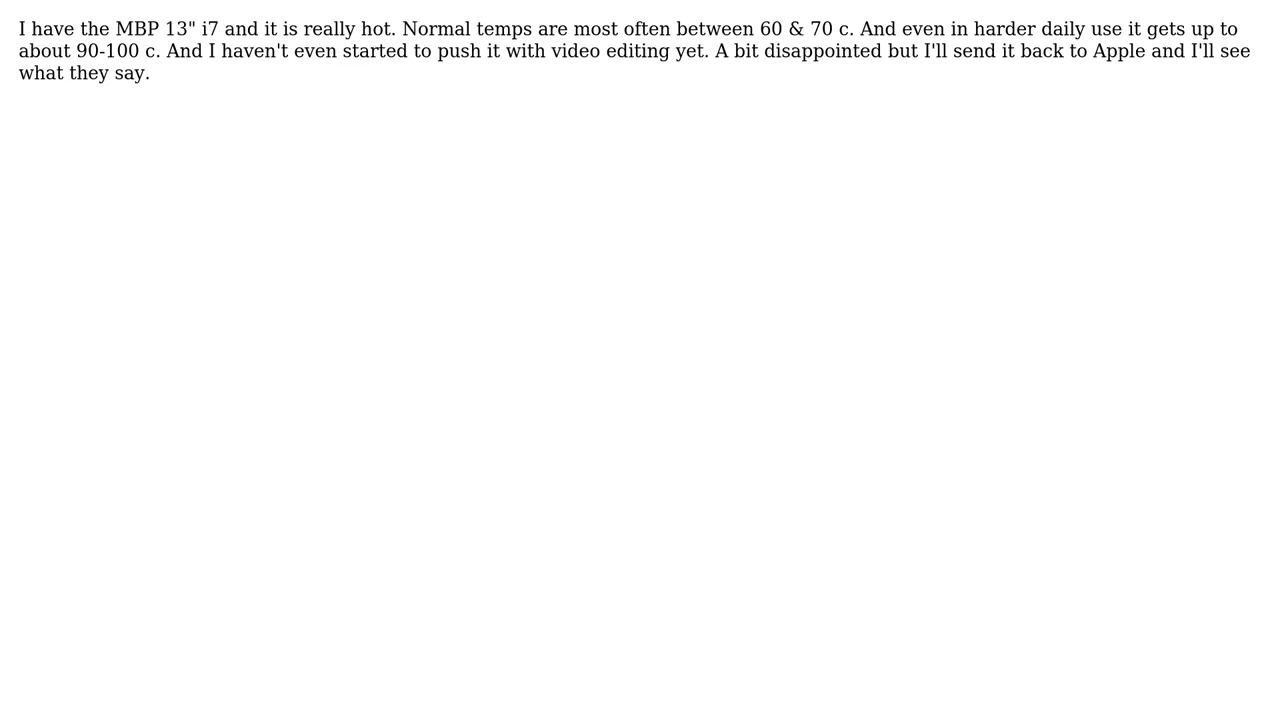 I have the MBP 13" i7 and it is really hot. Normal temps are most often between 60 & 70 c. And even in harder daily use it gets up to
about 90-100 c. And I haven't even started to push it with video editing yet. A bit disappointed but I'll send it back to Apple and I'll see
what they say.